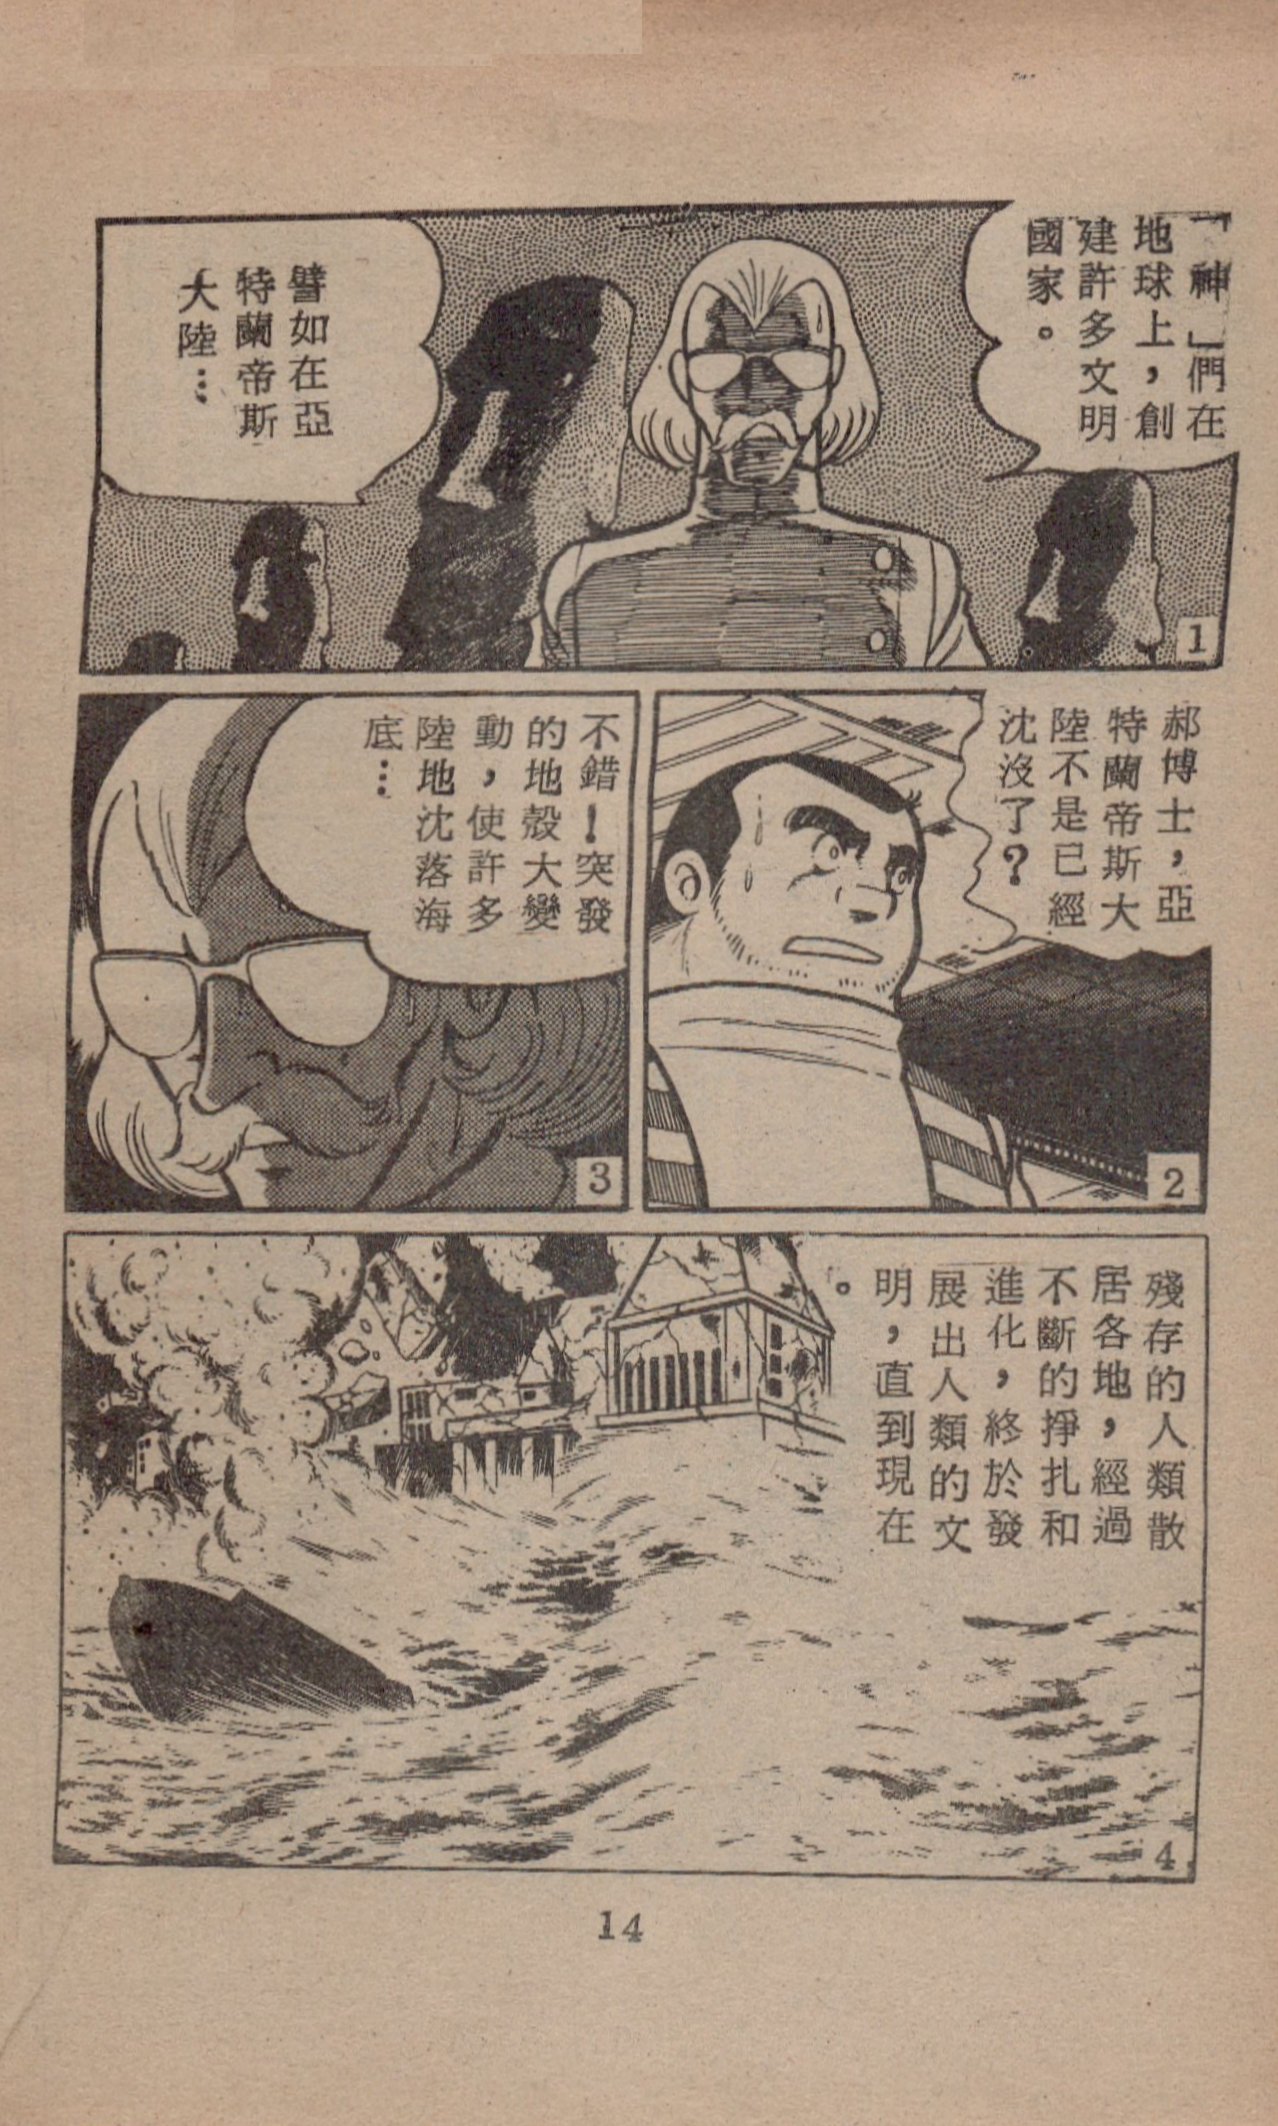 「神」們在
地球上，創
建許多文明
國家。
譬如在亞
特蘭帝斯
大陸…
1
郝博士，亞
特蘭帝斯大
陸不是已經
沈沒了？
2
不錯！突發
的地殼大變
動，使許多
陸地沈落海
底…
3
殘存的人類散
居各地，經過
不斷的掙扎和
進化，終於發
展出人類的文
明，直到現在
。
4
14